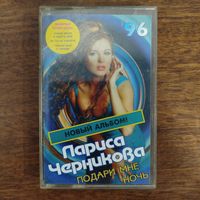 96
НОВЫЙ АЛЬБОМ!
Лариса
Черникова
ПОДАРИ МНЕ
НОЧЬ